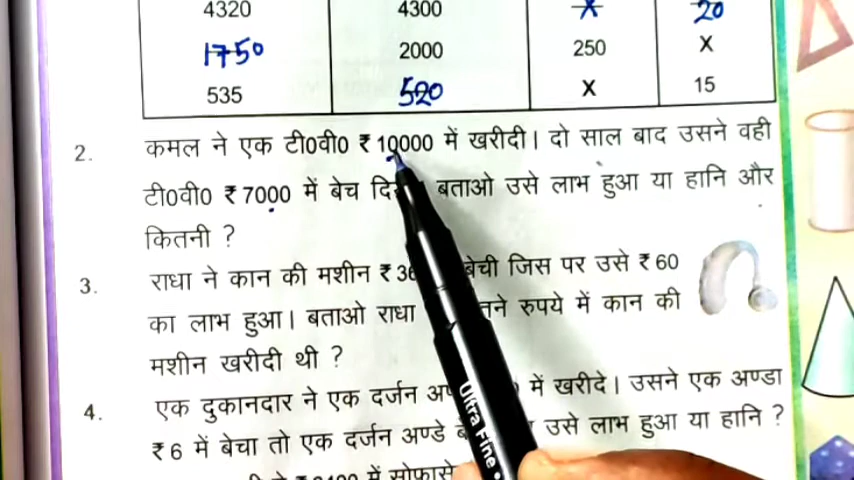 4320 4300 X 20
1750 2000 250 X
535 520 X 15
2. कमल ने एक टी0वी0 ₹ 10000 में खरीदी। दो साल बाद उसने वही
टी0वी0 ₹ 7000 में बेच बताओ उसे लाभ हुआ या हानि और
कितनी ?
3. राधा ने कान की मशीन ₹ बेची जिस पर उसे ₹ 60
का लाभ हुआ। बताओ राधा रुपये में कान की
मशीन खरीदी थी ?
4. एक दुकानदार ने एक दर्जन में खरीदे। उसने एक अण्डा
₹ 6 में बेचा तो एक दर्जन अण्डे उसे लाभ हुआ या हानि ?
में सोफासे
Ultra Fine